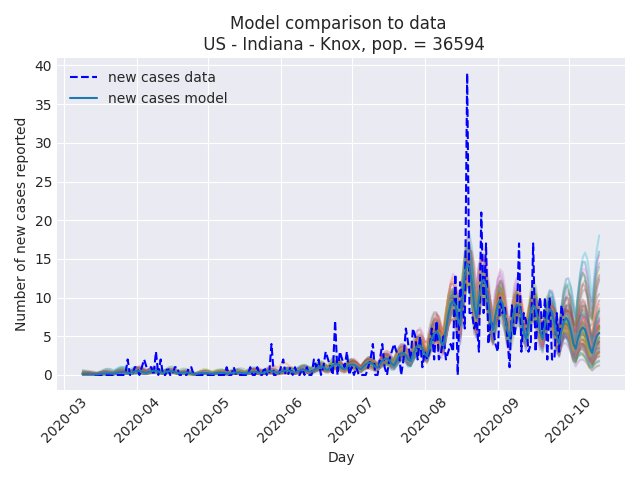 Model comparison to data
US - Indiana - Knox, pop. = 36594
new cases data
new cases model
Number of new cases reported
40
35
30
25
20
15
10
5
0
2020-03
2020-04
2020-05
2020-06
2020-07
2020-08
2020-09
2020-10
Day